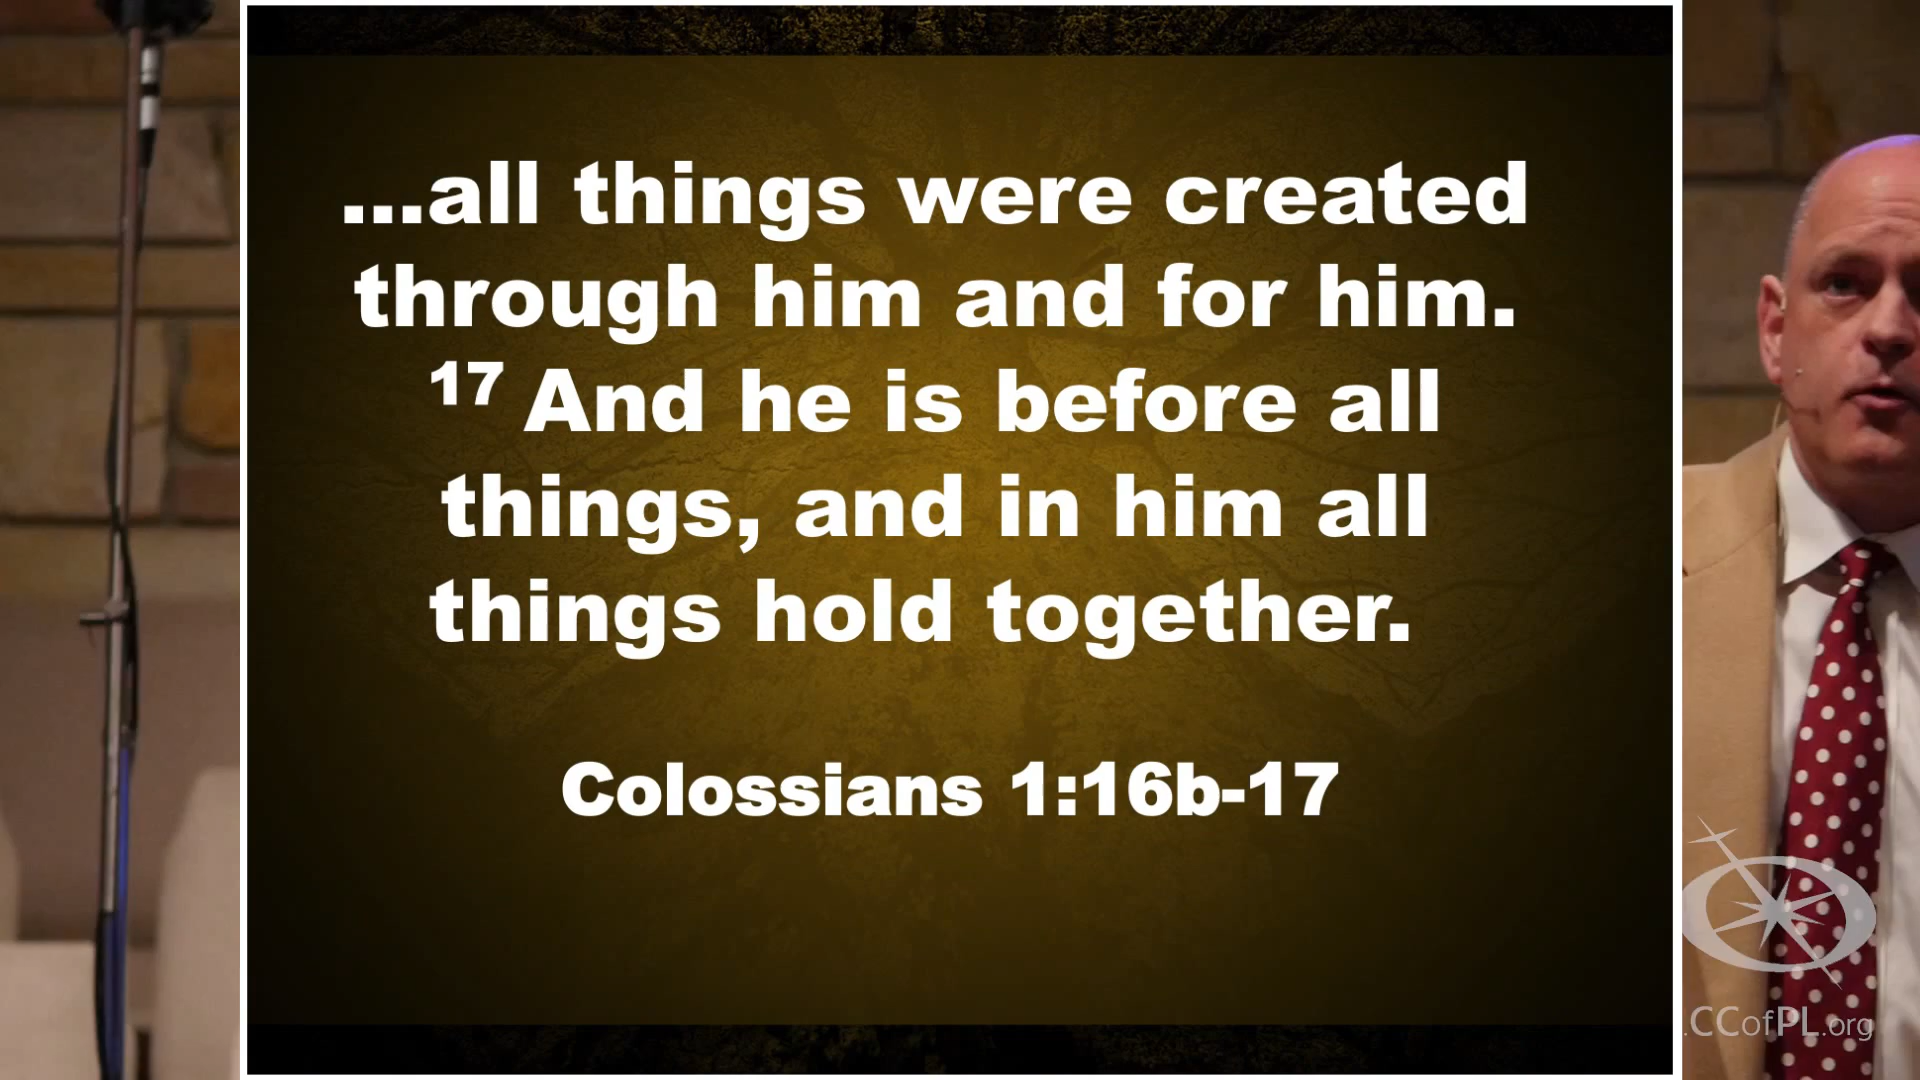 ...all things were created
through him and for him.
17 And he is before all
things, and in him all
things hold together.
Colossians 1:16b-17
.CCofPL.org